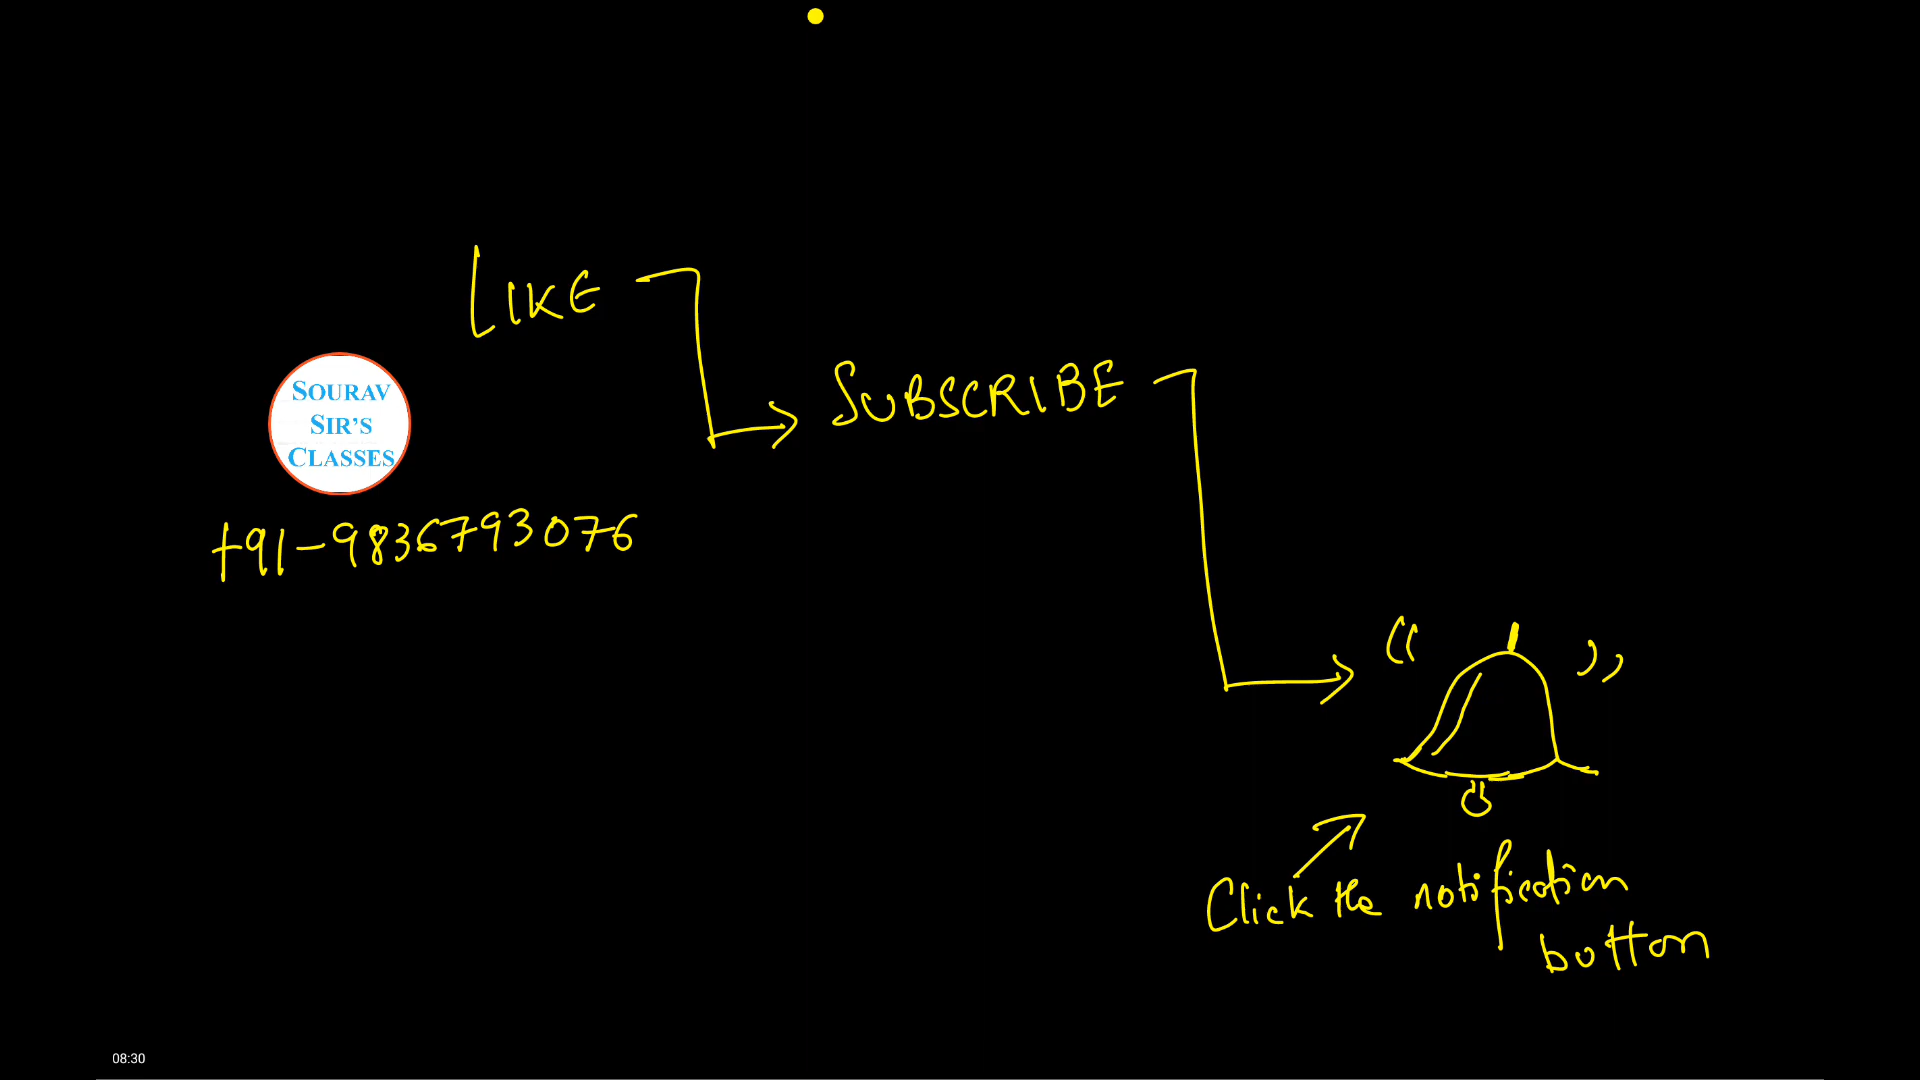 LIKE
SUBSCRIBE
SOURAV
SIR'S
CLASSES
+91-9836793076
Click the notification
button
08:30